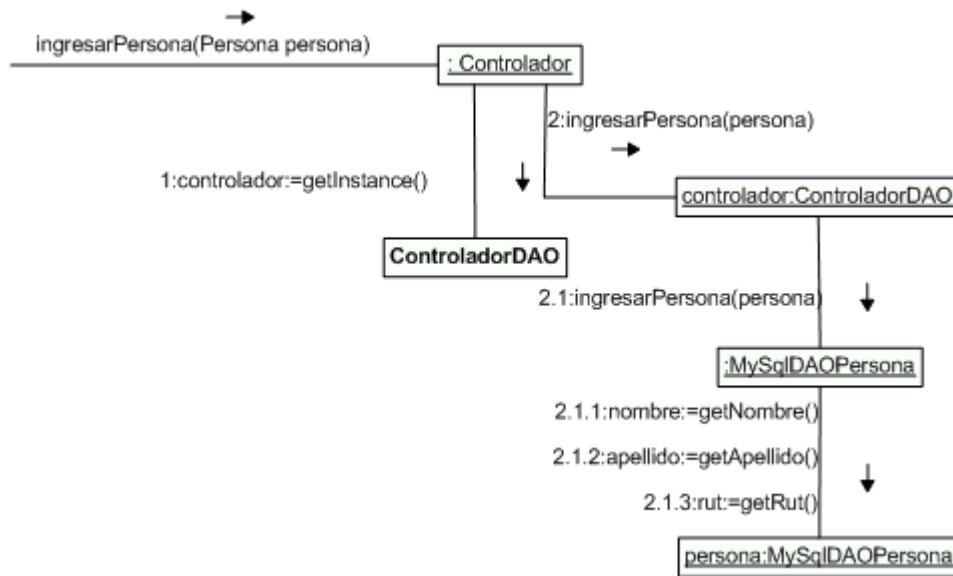 ingresarPersona(Persona persona)
: Controlador
2:ingresarPersona(persona)
1:controlador:=getInstance()
controlador:ControladorDAO
ControladorDAO
2.1:ingresarPersona(persona)
:MySqlDAOPersona
2.1.1:nombre:=getNombre()
2.1.2:apellido:=getApellido()
2.1.3:rut:=getRut()
persona:MySqlDAOPersona